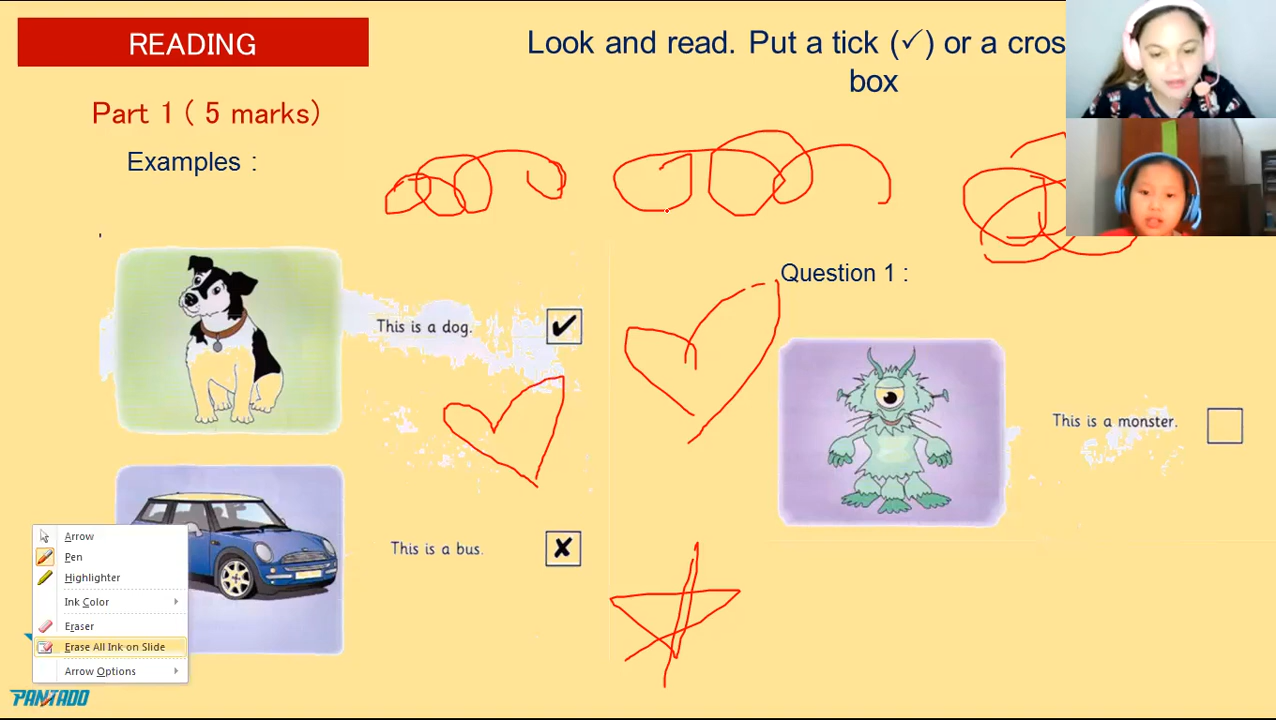 READING
Look and read. Put a tick (✓) or a cros
box
Part 1 ( 5 marks)
Examples :
Question 1 :
This is a dog.
This is a monster.
This is a bus.
Arrow
Pen
Highlighter
Ink Color
Eraser
Erase All Ink on Slide
Arrow Options
PANTADO